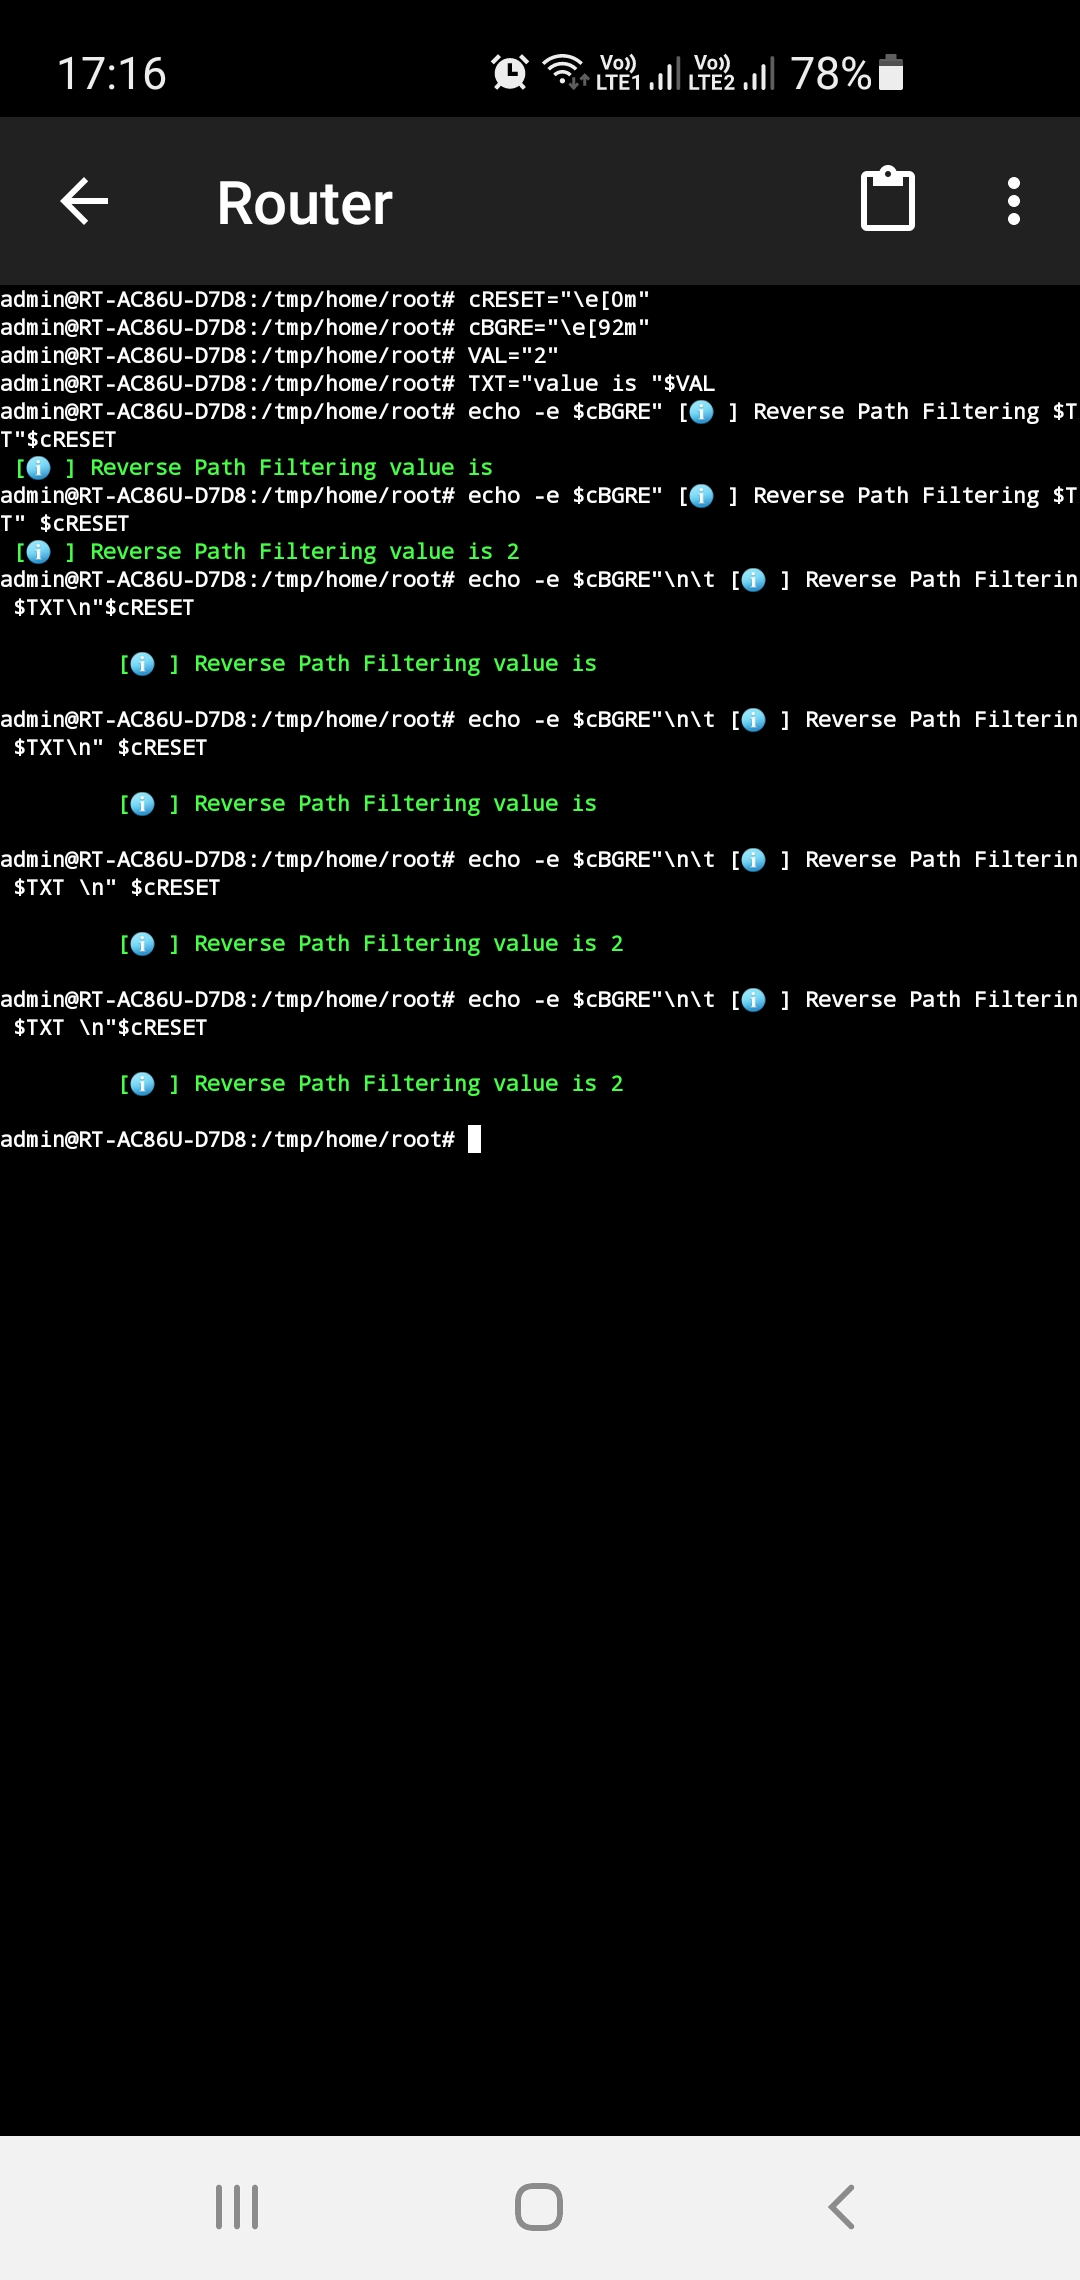 17:16 Vo)) LTE1 Vo)) LTE2 78%
Router
admin@RT-AC86U-D7D8:/tmp/home/root# cRESET="\e[0m"
admin@RT-AC86U-D7D8:/tmp/home/root# cBGRE="\e[92m"
admin@RT-AC86U-D7D8:/tmp/home/root# VAL="2"
admin@RT-AC86U-D7D8:/tmp/home/root# TXT="value is "$VAL
admin@RT-AC86U-D7D8:/tmp/home/root# echo -e $cBGRE" [ℹ️ ] Reverse Path Filtering $T
T"$cRESET
[ℹ️ ] Reverse Path Filtering value is
admin@RT-AC86U-D7D8:/tmp/home/root# echo -e $cBGRE" [ℹ️ ] Reverse Path Filtering $T
T" $cRESET
[ℹ️ ] Reverse Path Filtering value is 2
admin@RT-AC86U-D7D8:/tmp/home/root# echo -e $cBGRE"\n\t [ℹ️ ] Reverse Path Filterin
$TXT\n"$cRESET
[ℹ️ ] Reverse Path Filtering value is
admin@RT-AC86U-D7D8:/tmp/home/root# echo -e $cBGRE"\n\t [ℹ️ ] Reverse Path Filterin
$TXT\n" $cRESET
[ℹ️ ] Reverse Path Filtering value is
admin@RT-AC86U-D7D8:/tmp/home/root# echo -e $cBGRE"\n\t [ℹ️ ] Reverse Path Filterin
$TXT \n" $cRESET
[ℹ️ ] Reverse Path Filtering value is 2
admin@RT-AC86U-D7D8:/tmp/home/root# echo -e $cBGRE"\n\t [ℹ️ ] Reverse Path Filterin
$TXT \n"$cRESET
[ℹ️ ] Reverse Path Filtering value is 2
admin@RT-AC86U-D7D8:/tmp/home/root#